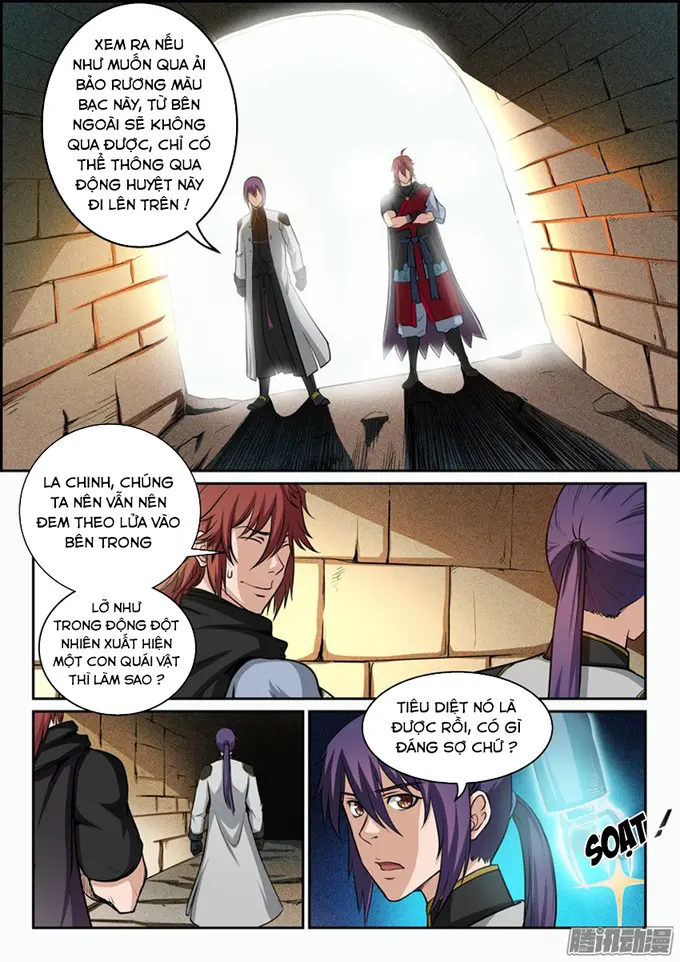 XEM RA NẾU
NHƯ MUỐN QUA ẢI
BẢO RƯƠNG MÀU
BẠC NÀY, TỪ BÊN
NGOÀI SẼ KHÔNG
QUA ĐƯỢC, CHỈ CÓ
THỂ THÔNG QUA
ĐỘNG HUYỆT NÀY
ĐI LÊN TRÊN !
LA CHINH, CHÚNG
TA NÊN VẪN NÊN
ĐEM THEO LỬA VÀO
BÊN TRONG
LỠ NHƯ
TRONG ĐỘNG ĐỘT
NHIÊN XUẤT HIỆN
MỘT CON QUÁI VẬT
THÌ LÀM SAO ?
TIÊU DIỆT NÓ LÀ
ĐƯỢC RỒI, CÓ GÌ
ĐÁNG SỢ CHỨ ?
SOẠT !
腾讯动漫